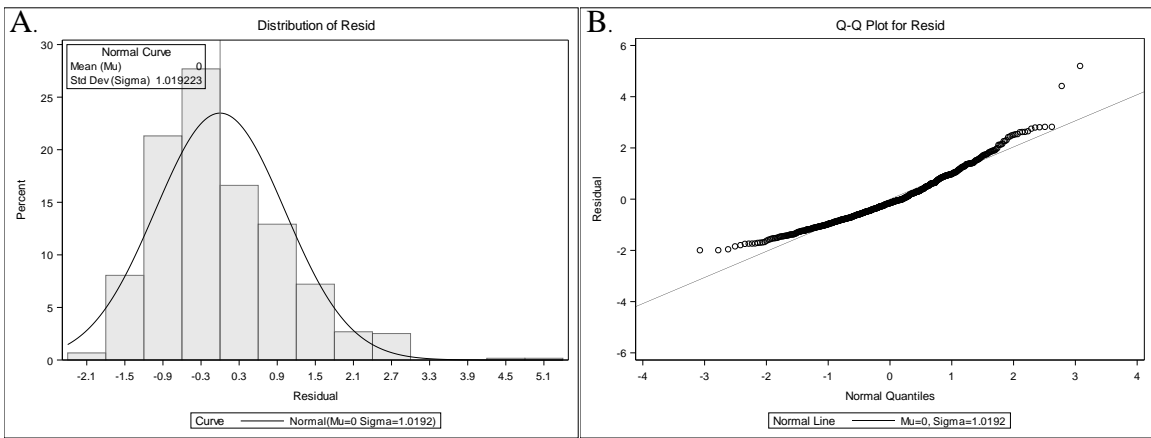 A.
Distribution of Resid
Normal Curve
Mean (Mu) 0
Std Dev (Sigma) 1.019223
30
25
20
15
10
5
0
Percent
-2.1 -1.5 -0.9 -0.3 0.3 0.9 1.5 2.1 2.7 3.3 3.9 4.5 5.1
Residual
Curve Normal(Mu=0 Sigma=1.0192)
B.
Q-Q Plot for Resid
6
4
2
0
-2
-4
-6
Residual
-4 -3 -2 -1 0 1 2 3 4
Normal Quantiles
Normal Line Mu=0, Sigma=1.0192